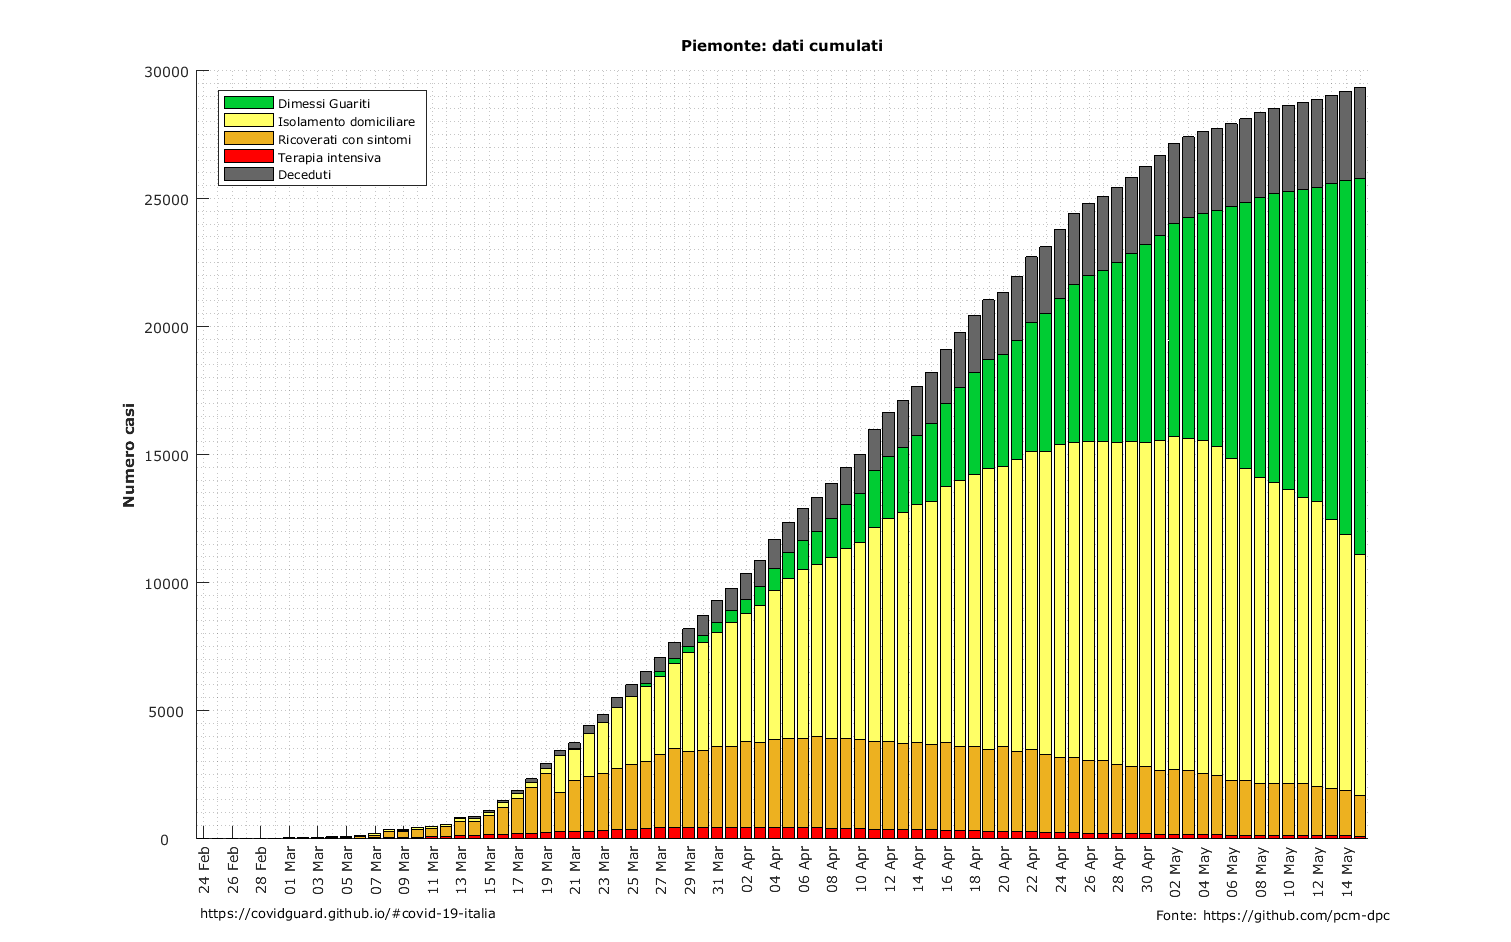 Piemonte: dati cumulati
30000
25000
20000
15000
10000
5000
0
Numero casi
Dimessi Guariti
Isolamento domiciliare
Ricoverati con sintomi
Terapia intensiva
Deceduti
24 Feb
26 Feb
28 Feb
01 Mar
03 Mar
05 Mar
07 Mar
09 Mar
11 Mar
13 Mar
15 Mar
17 Mar
19 Mar
21 Mar
23 Mar
25 Mar
27 Mar
29 Mar
31 Mar
02 Apr
04 Apr
06 Apr
08 Apr
10 Apr
12 Apr
14 Apr
16 Apr
18 Apr
20 Apr
22 Apr
24 Apr
26 Apr
28 Apr
30 Apr
02 May
04 May
06 May
08 May
10 May
12 May
14 May
https://covidguard.github.io/#covid-19-italia
Fonte: https://github.com/pcm-dpc